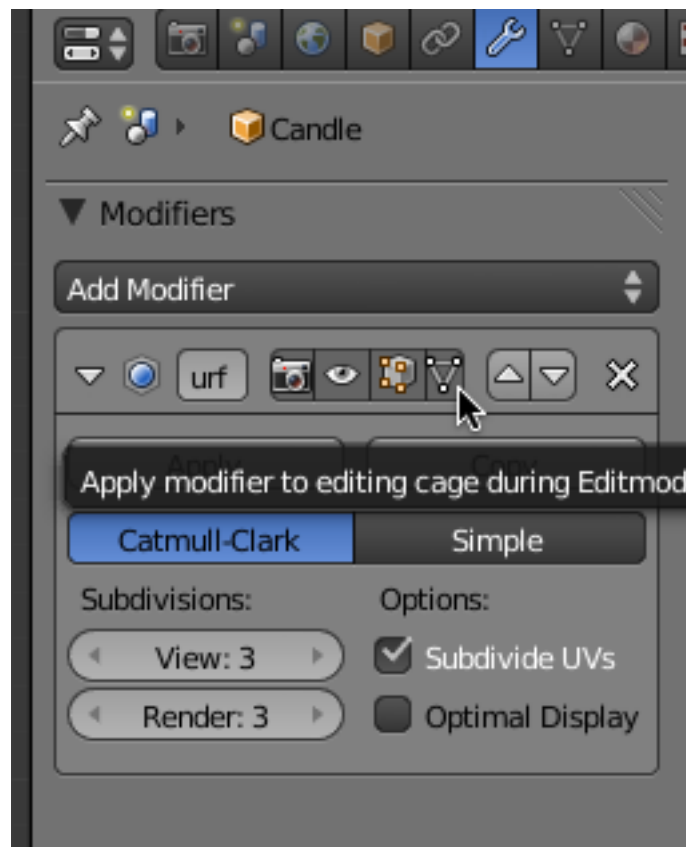 Candle
Modifiers
Add Modifier
urf
Apply modifier to editing cage during Editmod
Catmull-Clark Simple
Subdivisions: Options:
View: 3 Subdivide UVs
Render: 3 Optimal Display